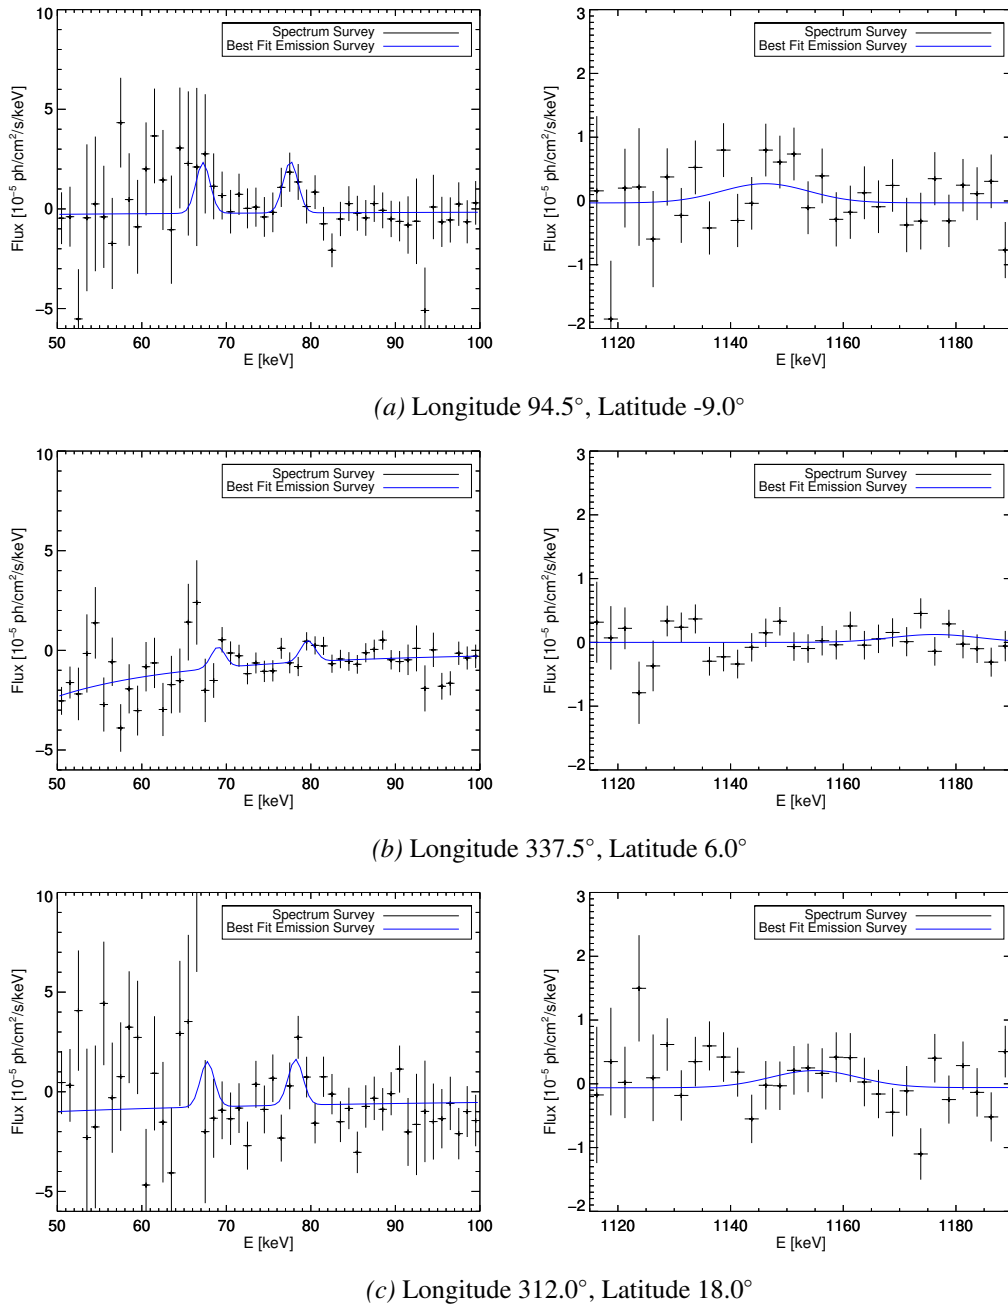 Spectrum Survey
Best Fit Emission Survey
Flux [10⁻⁵ ph/cm²/s/keV]
10
5
0
−5
50 60 70 80 90 100
E [keV]
Spectrum Survey
Best Fit Emission Survey
Flux [10⁻⁵ ph/cm²/s/keV]
3
2
1
0
−1
−2
1120 1140 1160 1180
E [keV]
(a) Longitude 94.5°, Latitude -9.0°
Spectrum Survey
Best Fit Emission Survey
Flux [10⁻⁵ ph/cm²/s/keV]
10
5
0
−5
50 60 70 80 90 100
E [keV]
Spectrum Survey
Best Fit Emission Survey
Flux [10⁻⁵ ph/cm²/s/keV]
3
2
1
0
−1
−2
1120 1140 1160 1180
E [keV]
(b) Longitude 337.5°, Latitude 6.0°
Spectrum Survey
Best Fit Emission Survey
Flux [10⁻⁵ ph/cm²/s/keV]
10
5
0
−5
50 60 70 80 90 100
E [keV]
Spectrum Survey
Best Fit Emission Survey
Flux [10⁻⁵ ph/cm²/s/keV]
3
2
1
0
−1
−2
1120 1140 1160 1180
E [keV]
(c) Longitude 312.0°, Latitude 18.0°